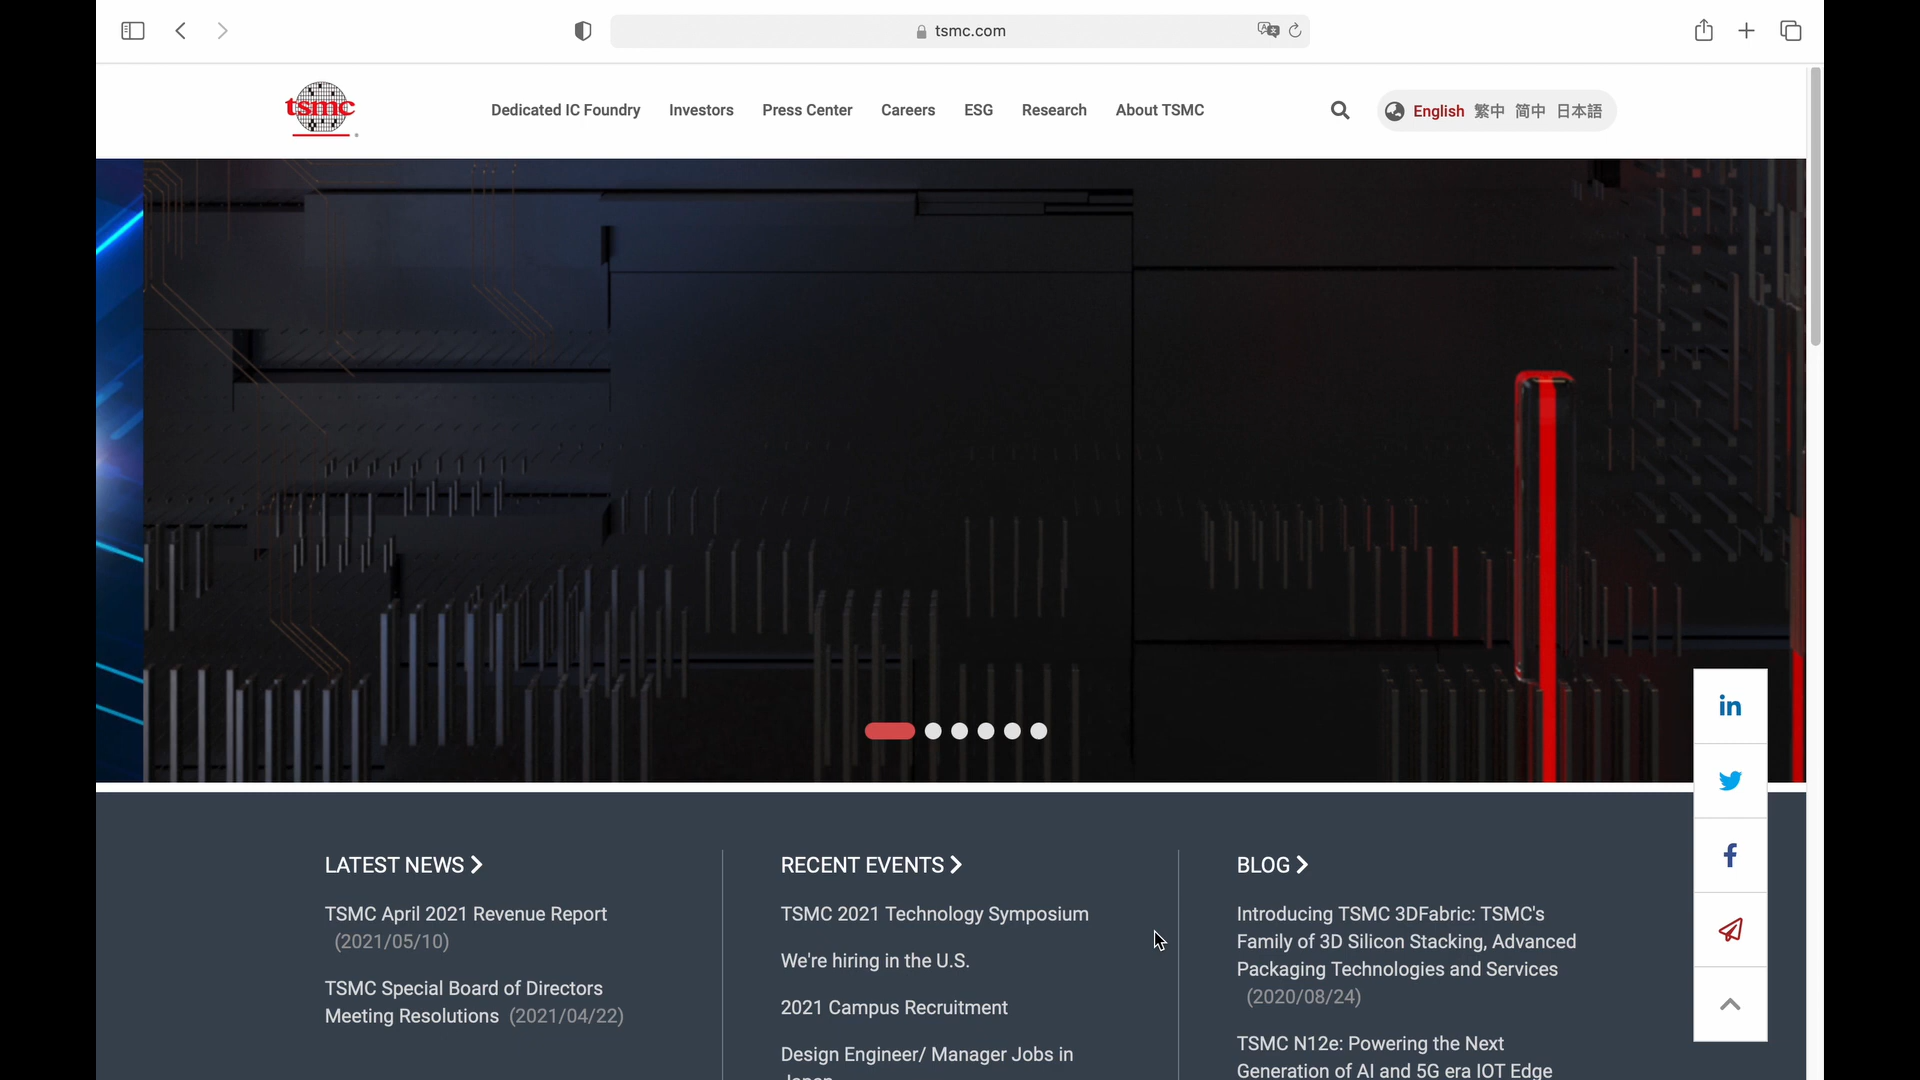 tsmc.com
tsmc
Dedicated IC Foundry
Investors
Press Center
Careers
ESG
Research
About TSMC
English 繁中 简中 日本語
LATEST NEWS
TSMC April 2021 Revenue Report
(2021/05/10)
TSMC Special Board of Directors
Meeting Resolutions (2021/04/22)
RECENT EVENTS
TSMC 2021 Technology Symposium
We're hiring in the U.S.
2021 Campus Recruitment
Design Engineer/ Manager Jobs in
BLOG
Introducing TSMC 3DFabric: TSMC's
Family of 3D Silicon Stacking, Advanced
Packaging Technologies and Services
(2020/08/24)
TSMC N12e: Powering the Next
Generation of AI and 5G era IOT Edge
in
f